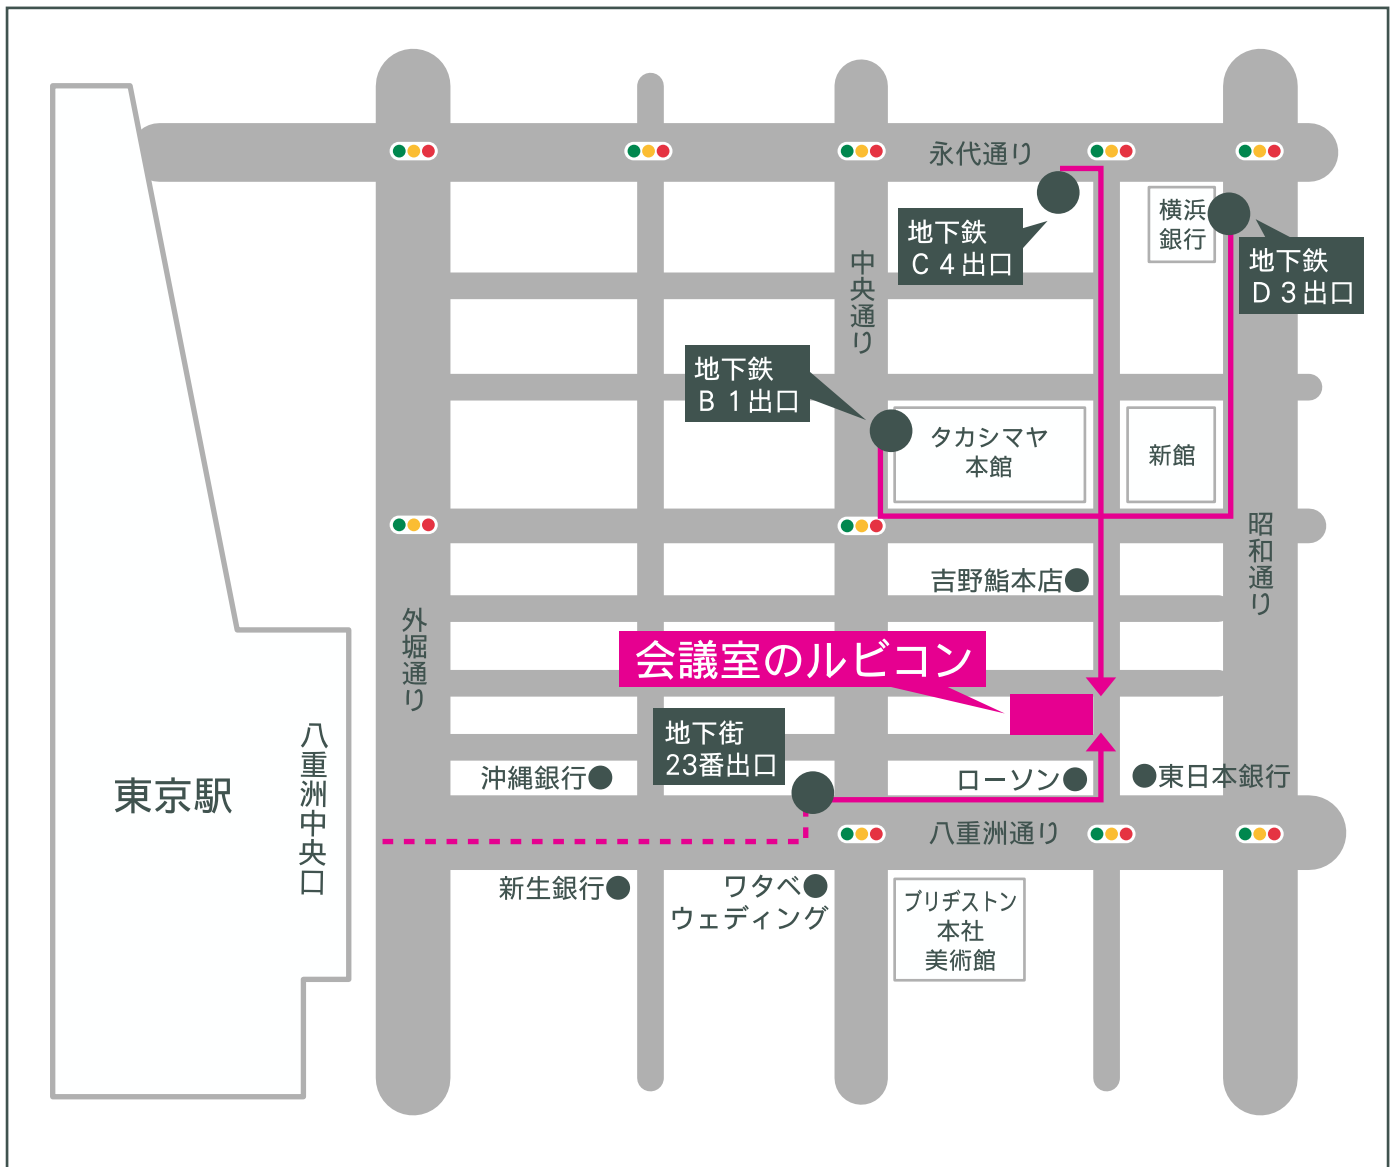 永代通り
地下鉄
C 4出口
横浜
銀行
地下鉄
D 3出口
中央通り
地下鉄
B 1出口
タカシマヤ
本館
新館
昭和通り
吉野鮨本店
外堀通り
会議室のルビコン
八重洲中央口
東京駅
地下街
23番出口
沖縄銀行
ローソン
東日本銀行
八重洲通り
新生銀行
ワタベ
ウェディング
ブリヂストン
本社
美術館